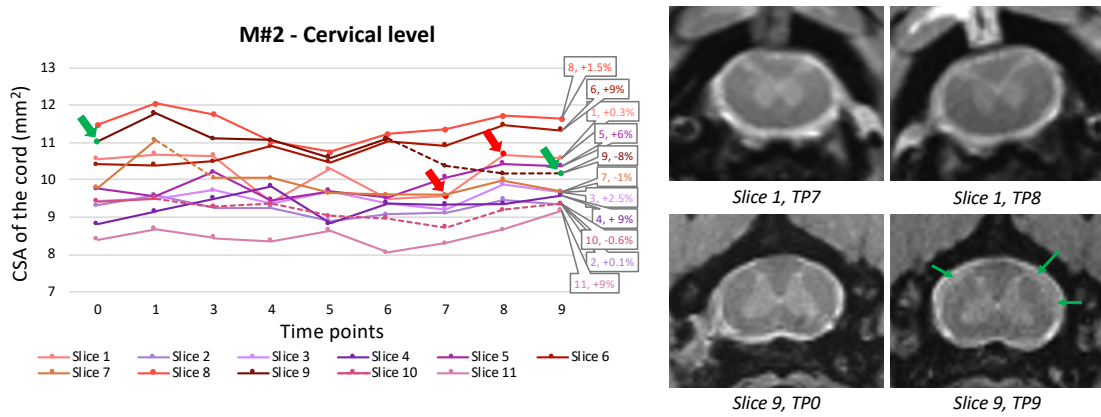 M#2 - Cervical level
CSA of the cord (mm²)
13
12
11
10
9
8
7
0 1 2 3 4 5 6 7 8 9
Time points
8, +1.5%
6, +9%
1, +0.3%
5, +6%
9, -8%
7, -1%
3, +2.5%
4, + 9%
10, -0.6%
2, +0.1%
11, +9%
Slice 1 Slice 2 Slice 3 Slice 4 Slice 5 Slice 6
Slice 7 Slice 8 Slice 9 Slice 10 Slice 11
Slice 1, TP7
Slice 1, TP8
Slice 9, TP0
Slice 9, TP9